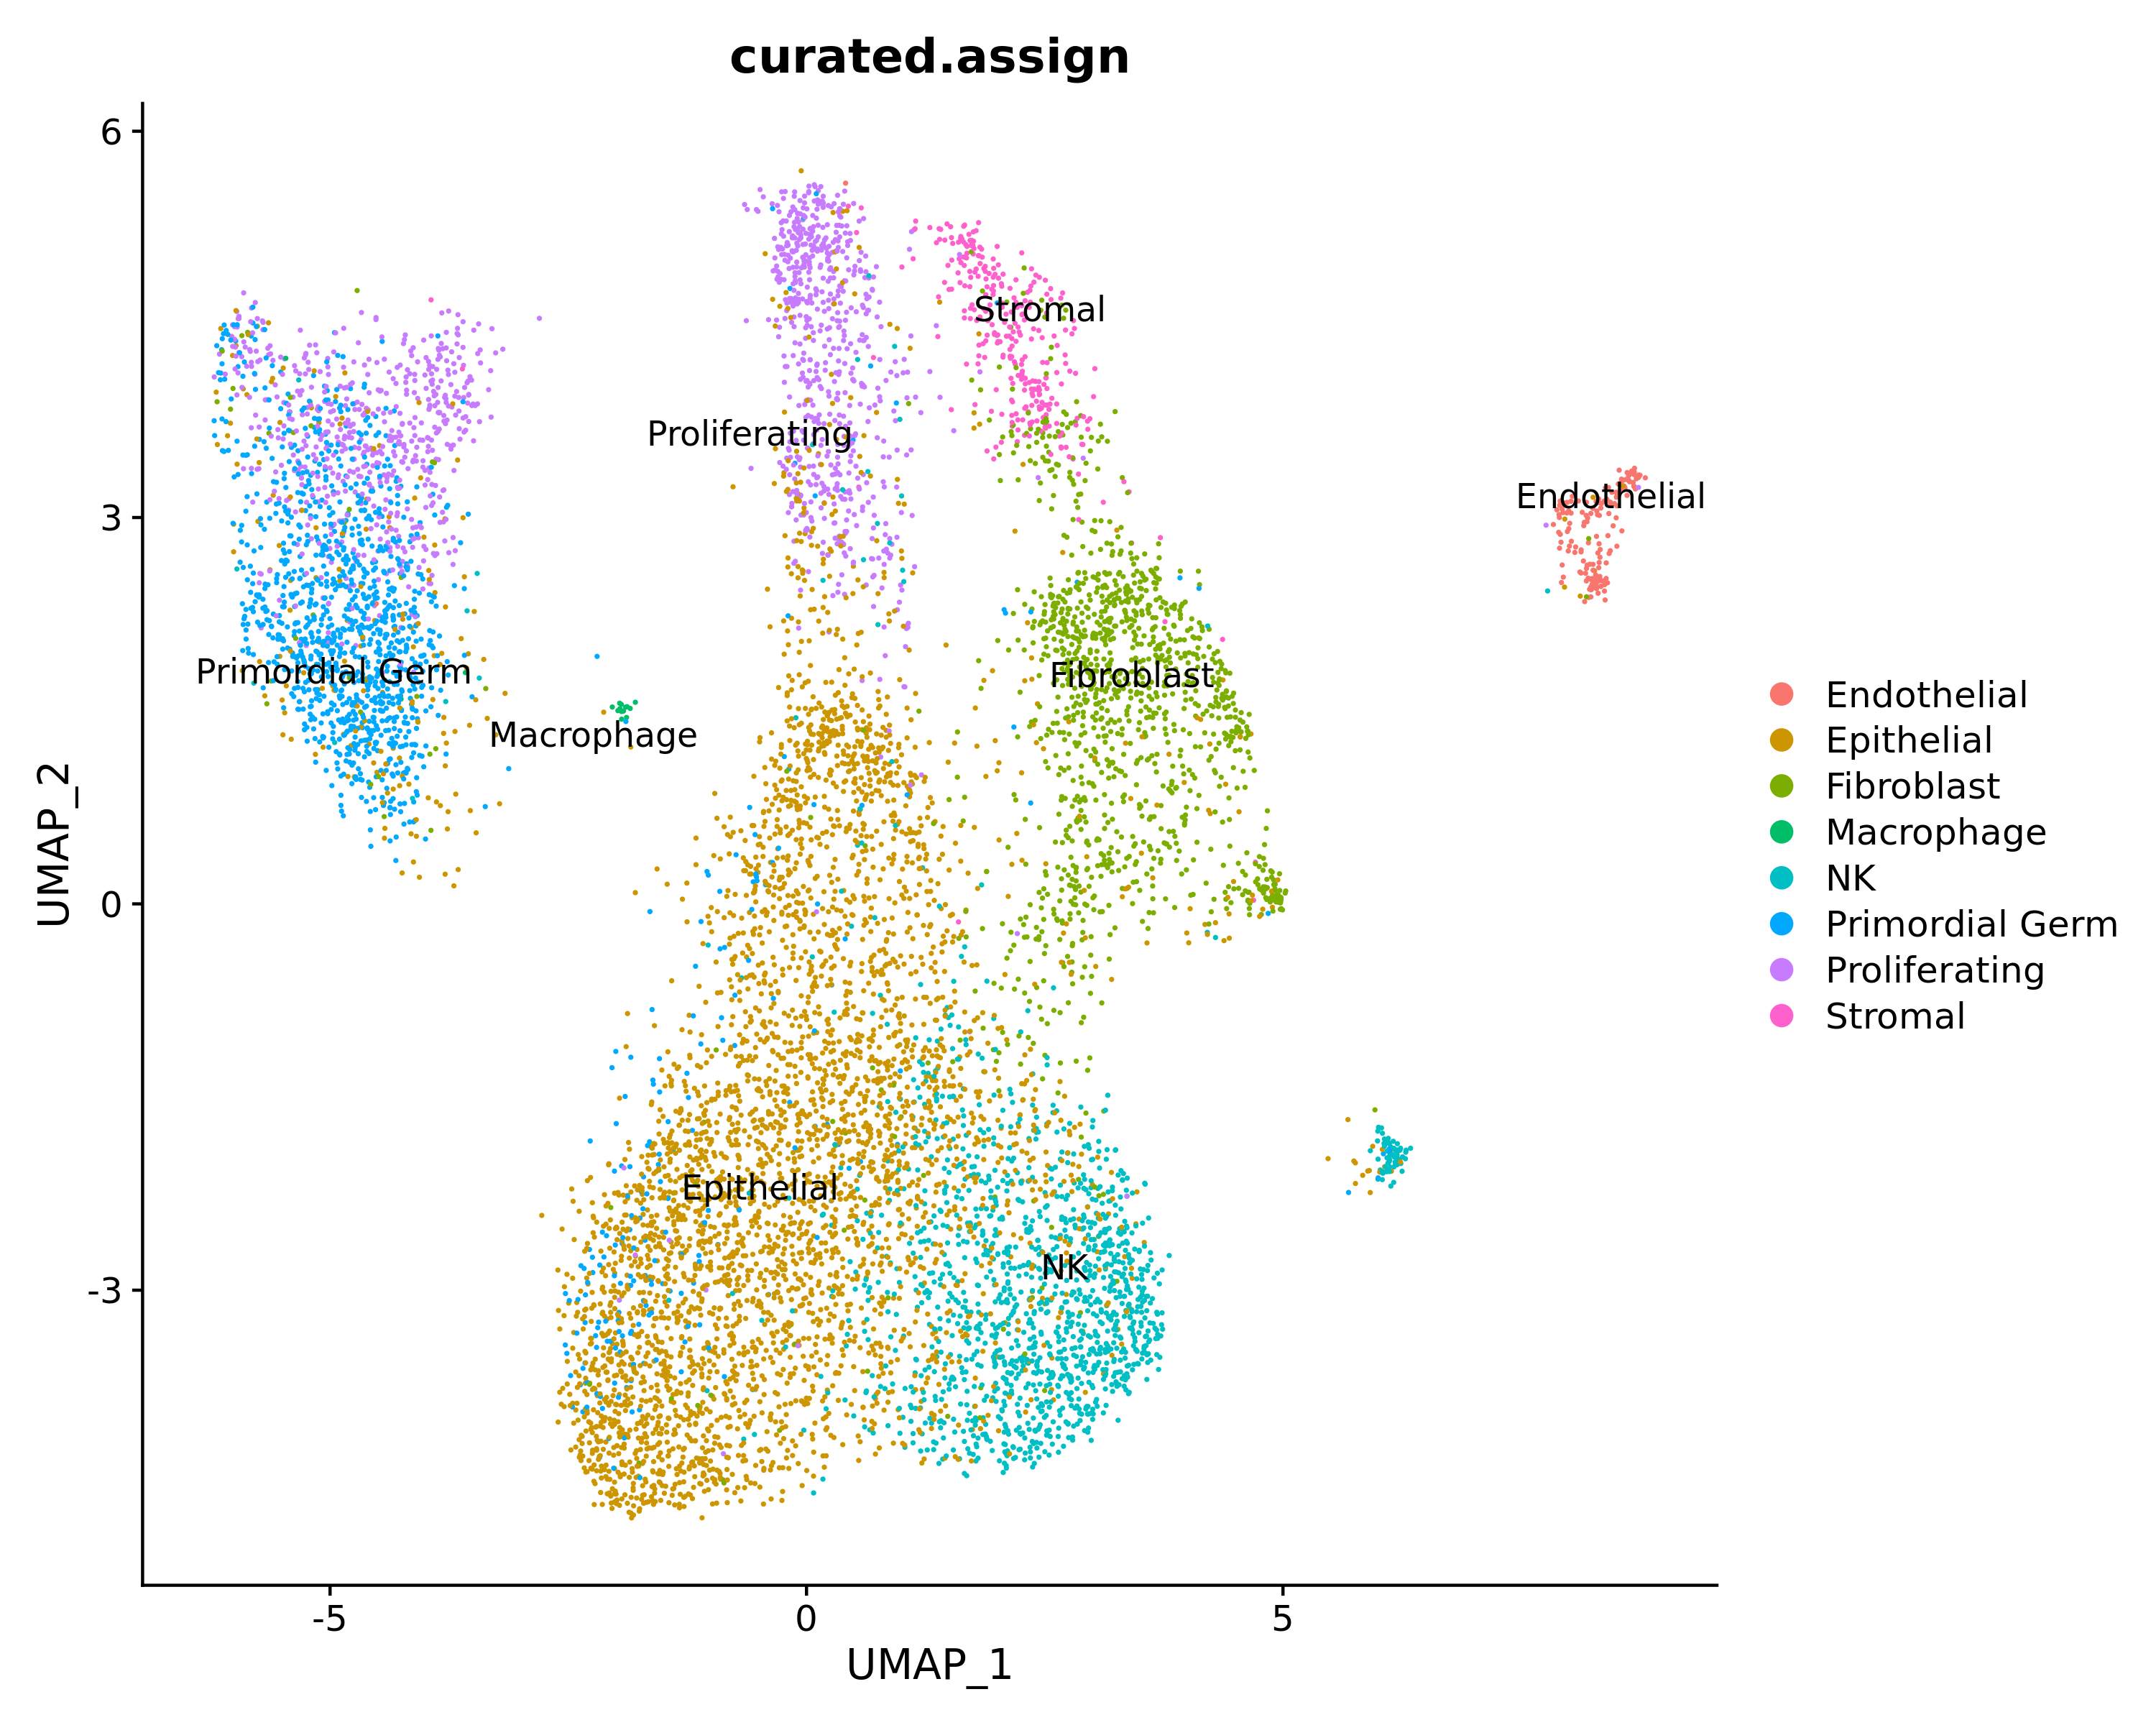 curated.assign
6
3
0
-3
UMAP_2
Stromal
Proliferating
Endothelial
Primordial Germ
Fibroblast
Macrophage
Epithelial
NK
-5
0
5
UMAP_1
Endothelial
Epithelial
Fibroblast
Macrophage
NK
Primordial Germ
Proliferating
Stromal